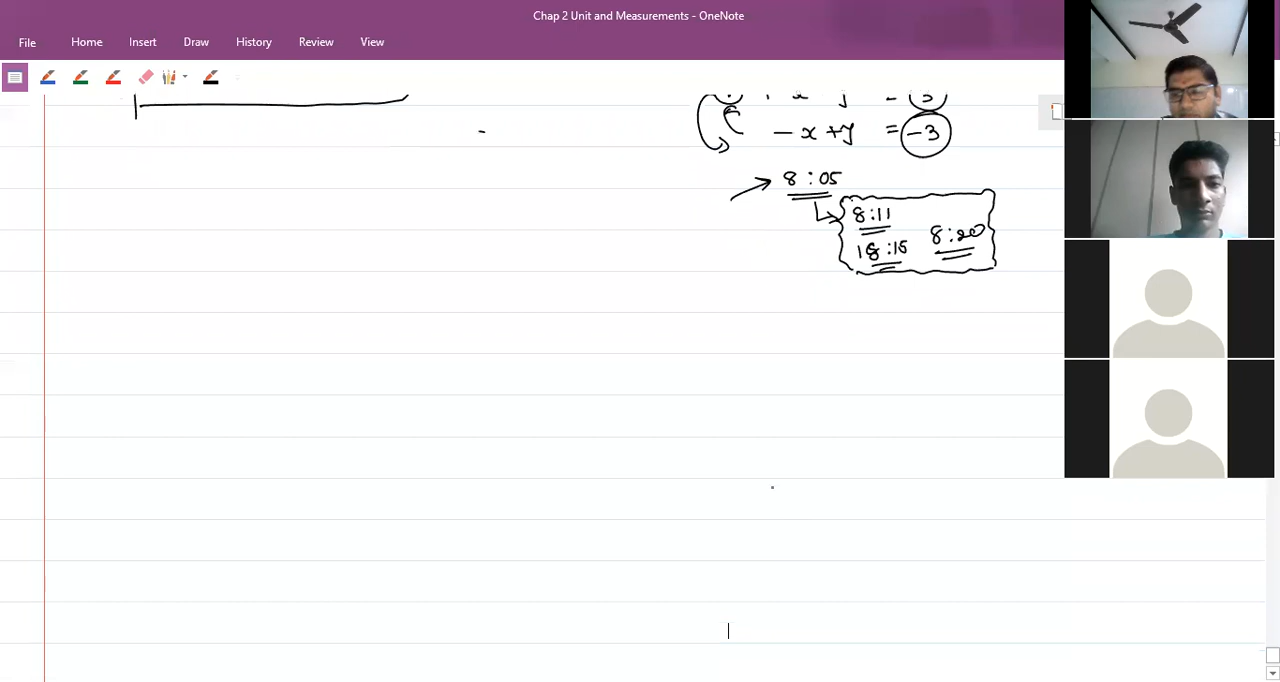 Chap 2 Unit and Measurements - OneNote
File Home Insert Draw History Review View
- x + y = -3
8:05
8:11
8:20
18:15